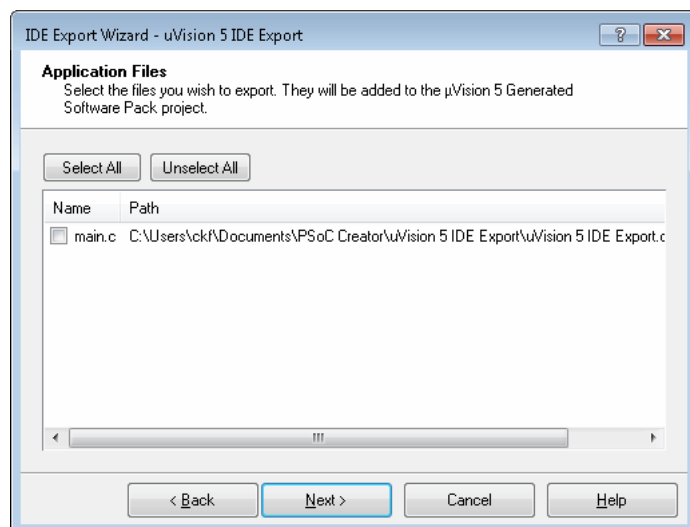 IDE Export Wizard - uVision 5 IDE Export
Application Files
Select the files you wish to export. They will be added to the µVision 5 Generated
Software Pack project.
Select All Unselect All
Name Path
main.c C:\Users\ckf\Documents\PSoC Creator\uVision 5 IDE Export\uVision 5 IDE Export.c
< Back Next > Cancel Help